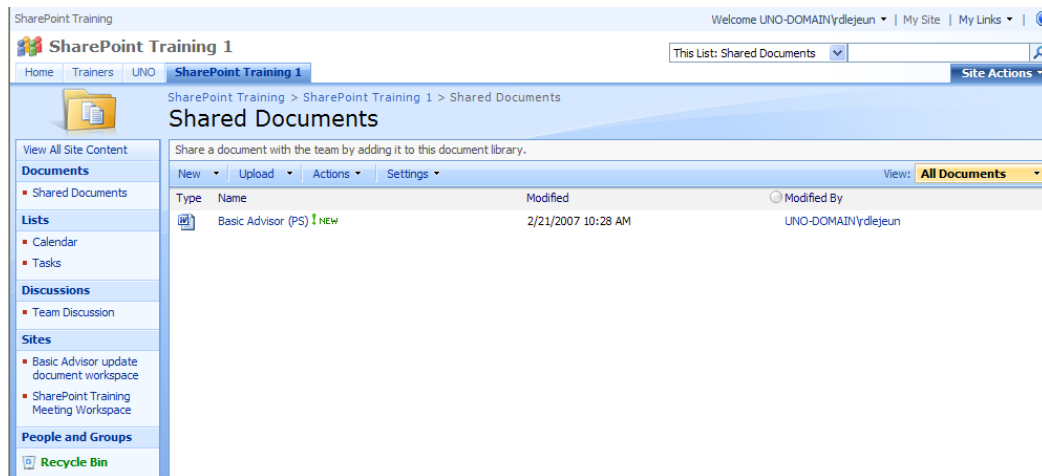 SharePoint Training
Welcome UNO-DOMAIN\rdlejeun | My Site | My Links |
SharePoint Training 1
This List: Shared Documents
Home Trainers UNO SharePoint Training 1
Site Actions
SharePoint Training > SharePoint Training 1 > Shared Documents
Shared Documents
View All Site Content
Share a document with the team by adding it to this document library.
Documents
New Upload Actions Settings
View: All Documents
Shared Documents
Type Name Modified Modified By
Basic Advisor (PS) ! NEW 2/21/2007 10:28 AM UNO-DOMAIN\rdlejeun
Lists
Calendar
Tasks
Discussions
Team Discussion
Sites
Basic Advisor update
document workspace
SharePoint Training
Meeting Workspace
People and Groups
Recycle Bin